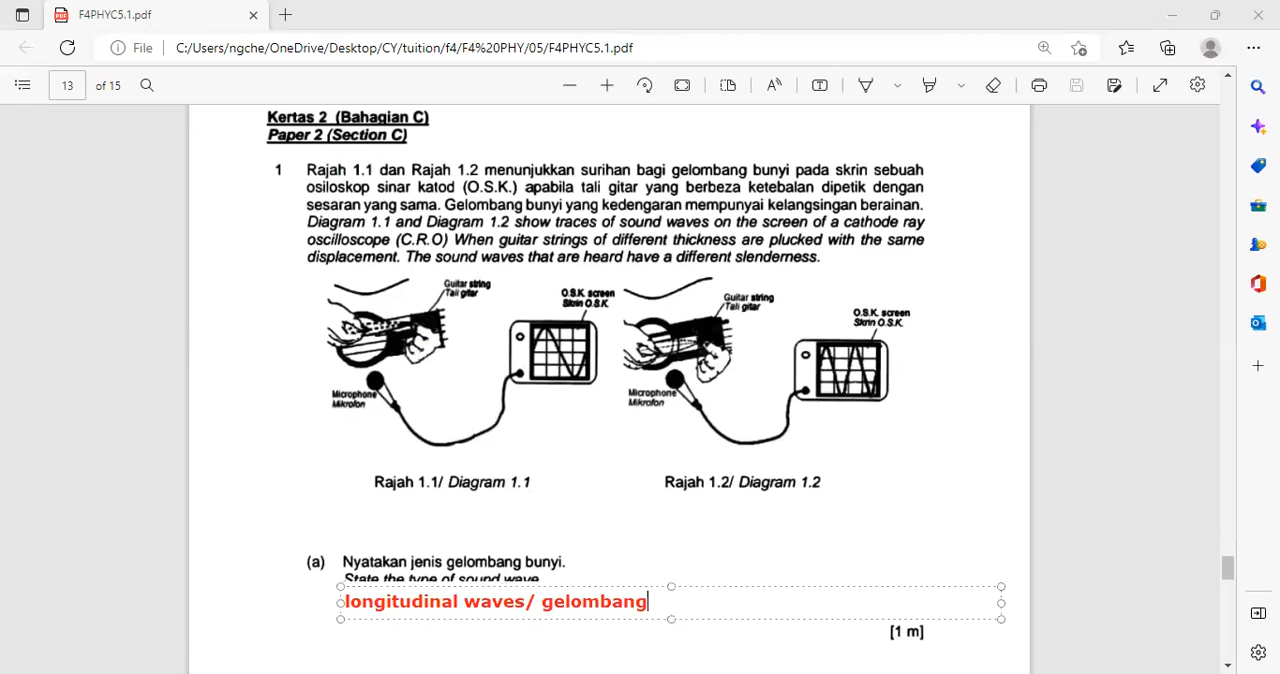 F4PHYC5.1.pdf
File
C:/Users/ngche/OneDrive/Desktop/CY/tuition/f4/F4%20PHY/05/F4PHYC5.1.pdf
13 of 15
Kertas 2 (Bahagian C)
Paper 2 (Section C)
1 Rajah 1.1 dan Rajah 1.2 menunjukkan surihan bagi gelombang bunyi pada skrin sebuah
osiloskop sinar katod (O.S.K.) apabila tali gitar yang berbeza ketebalan dipetik dengan
sesaran yang sama. Gelombang bunyi yang kedengaran mempunyai kelangsingan berainan.
Diagram 1.1 and Diagram 1.2 show traces of sound waves on the screen of a cathode ray
oscilloscope (C.R.O) When guitar strings of different thickness are plucked with the same
displacement. The sound waves that are heard have a different slenderness.
Guitar string
Tali gitar
O.S.K. screen
Skrin O.S.K.
Microphone
Mikrofon
Guitar string
Tali gitar
O.S.K. screen
Skrin O.S.K.
Microphone
Mikrofon
Rajah 1.1/ Diagram 1.1
Rajah 1.2/ Diagram 1.2
(a) Nyatakan jenis gelombang bunyi.
State the type of sound wave
longitudinal waves/ gelombang
[1 m]